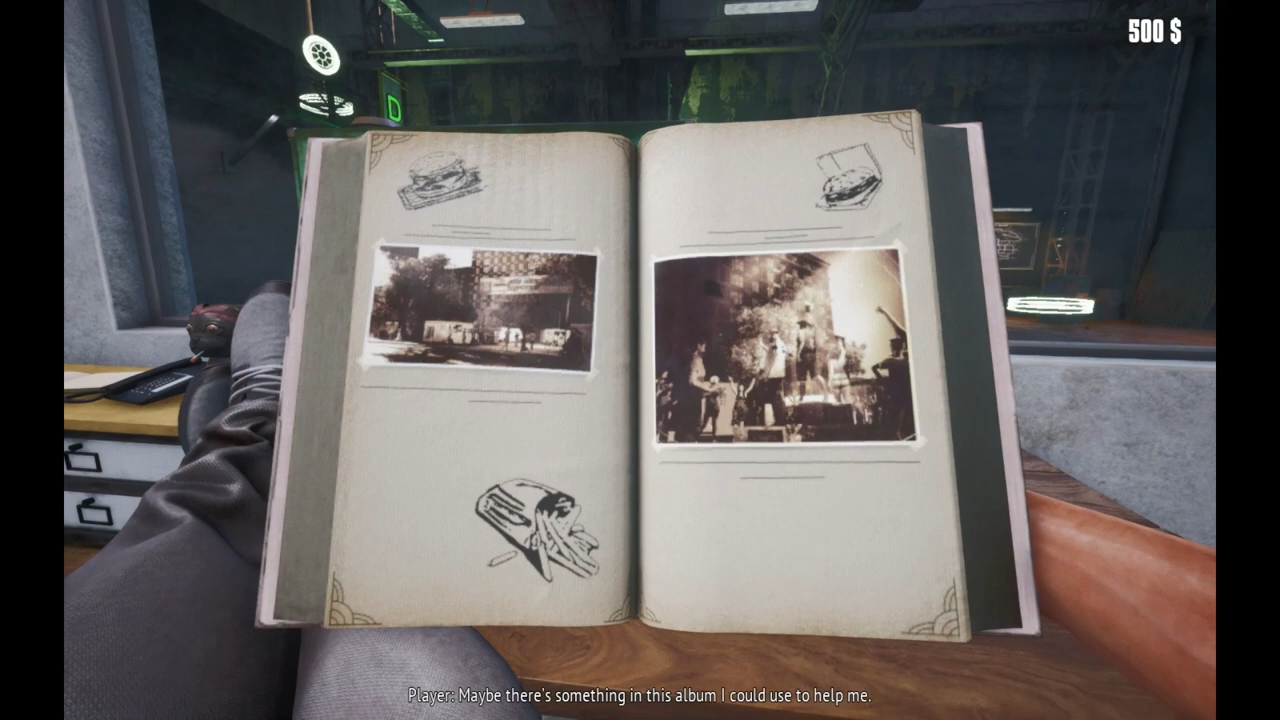 500 $
D
Player: Maybe there's something in this album I could use to help me.